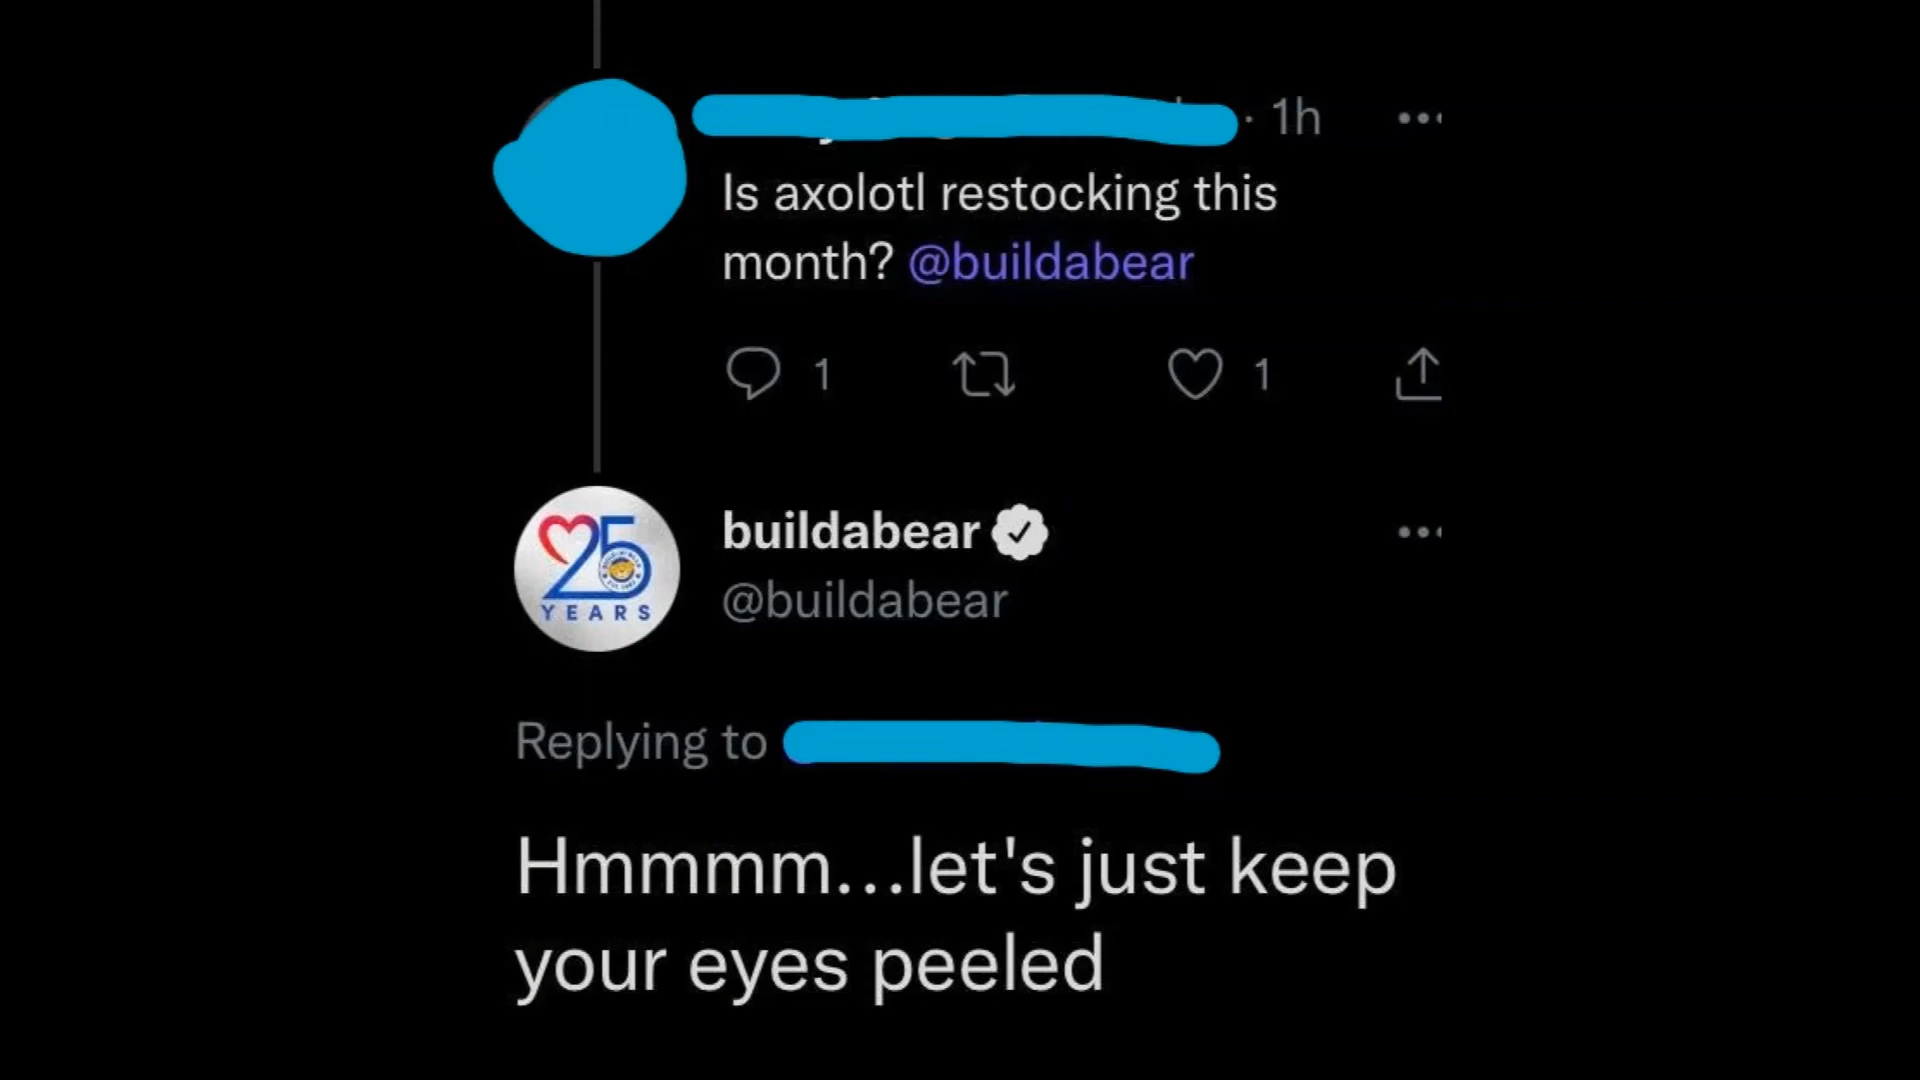 · 1h
Is axolotl restocking this
month? @buildabear
1 1
buildabear
@buildabear
25
YEARS
Replying to
Hmmmm...let's just keep
your eyes peeled